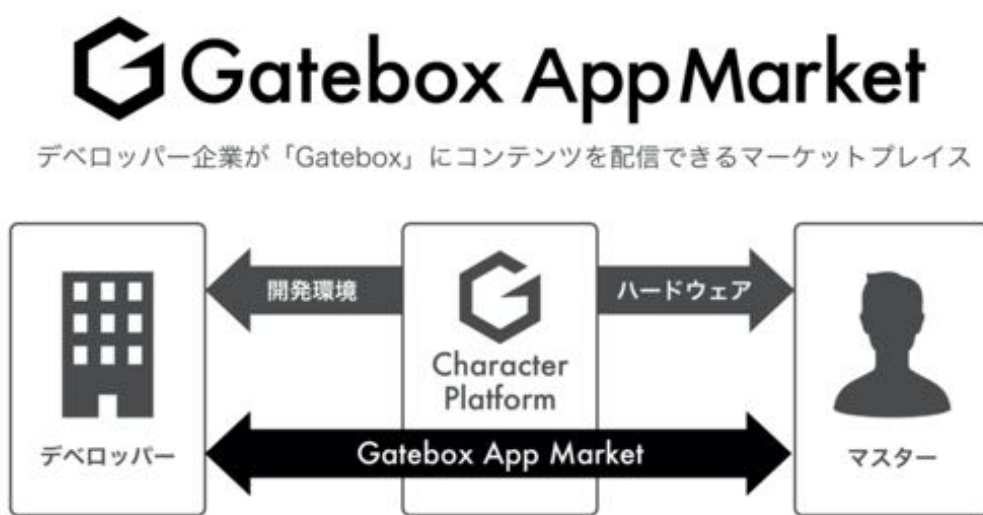 Gatebox AppMarket
デベロッパー企業が「Gatebox」にコンテンツを配信できるマーケットプレイス
開発環境
ハードウェア
Character
Platform
Gatebox App Market
デベロッパー
マスター